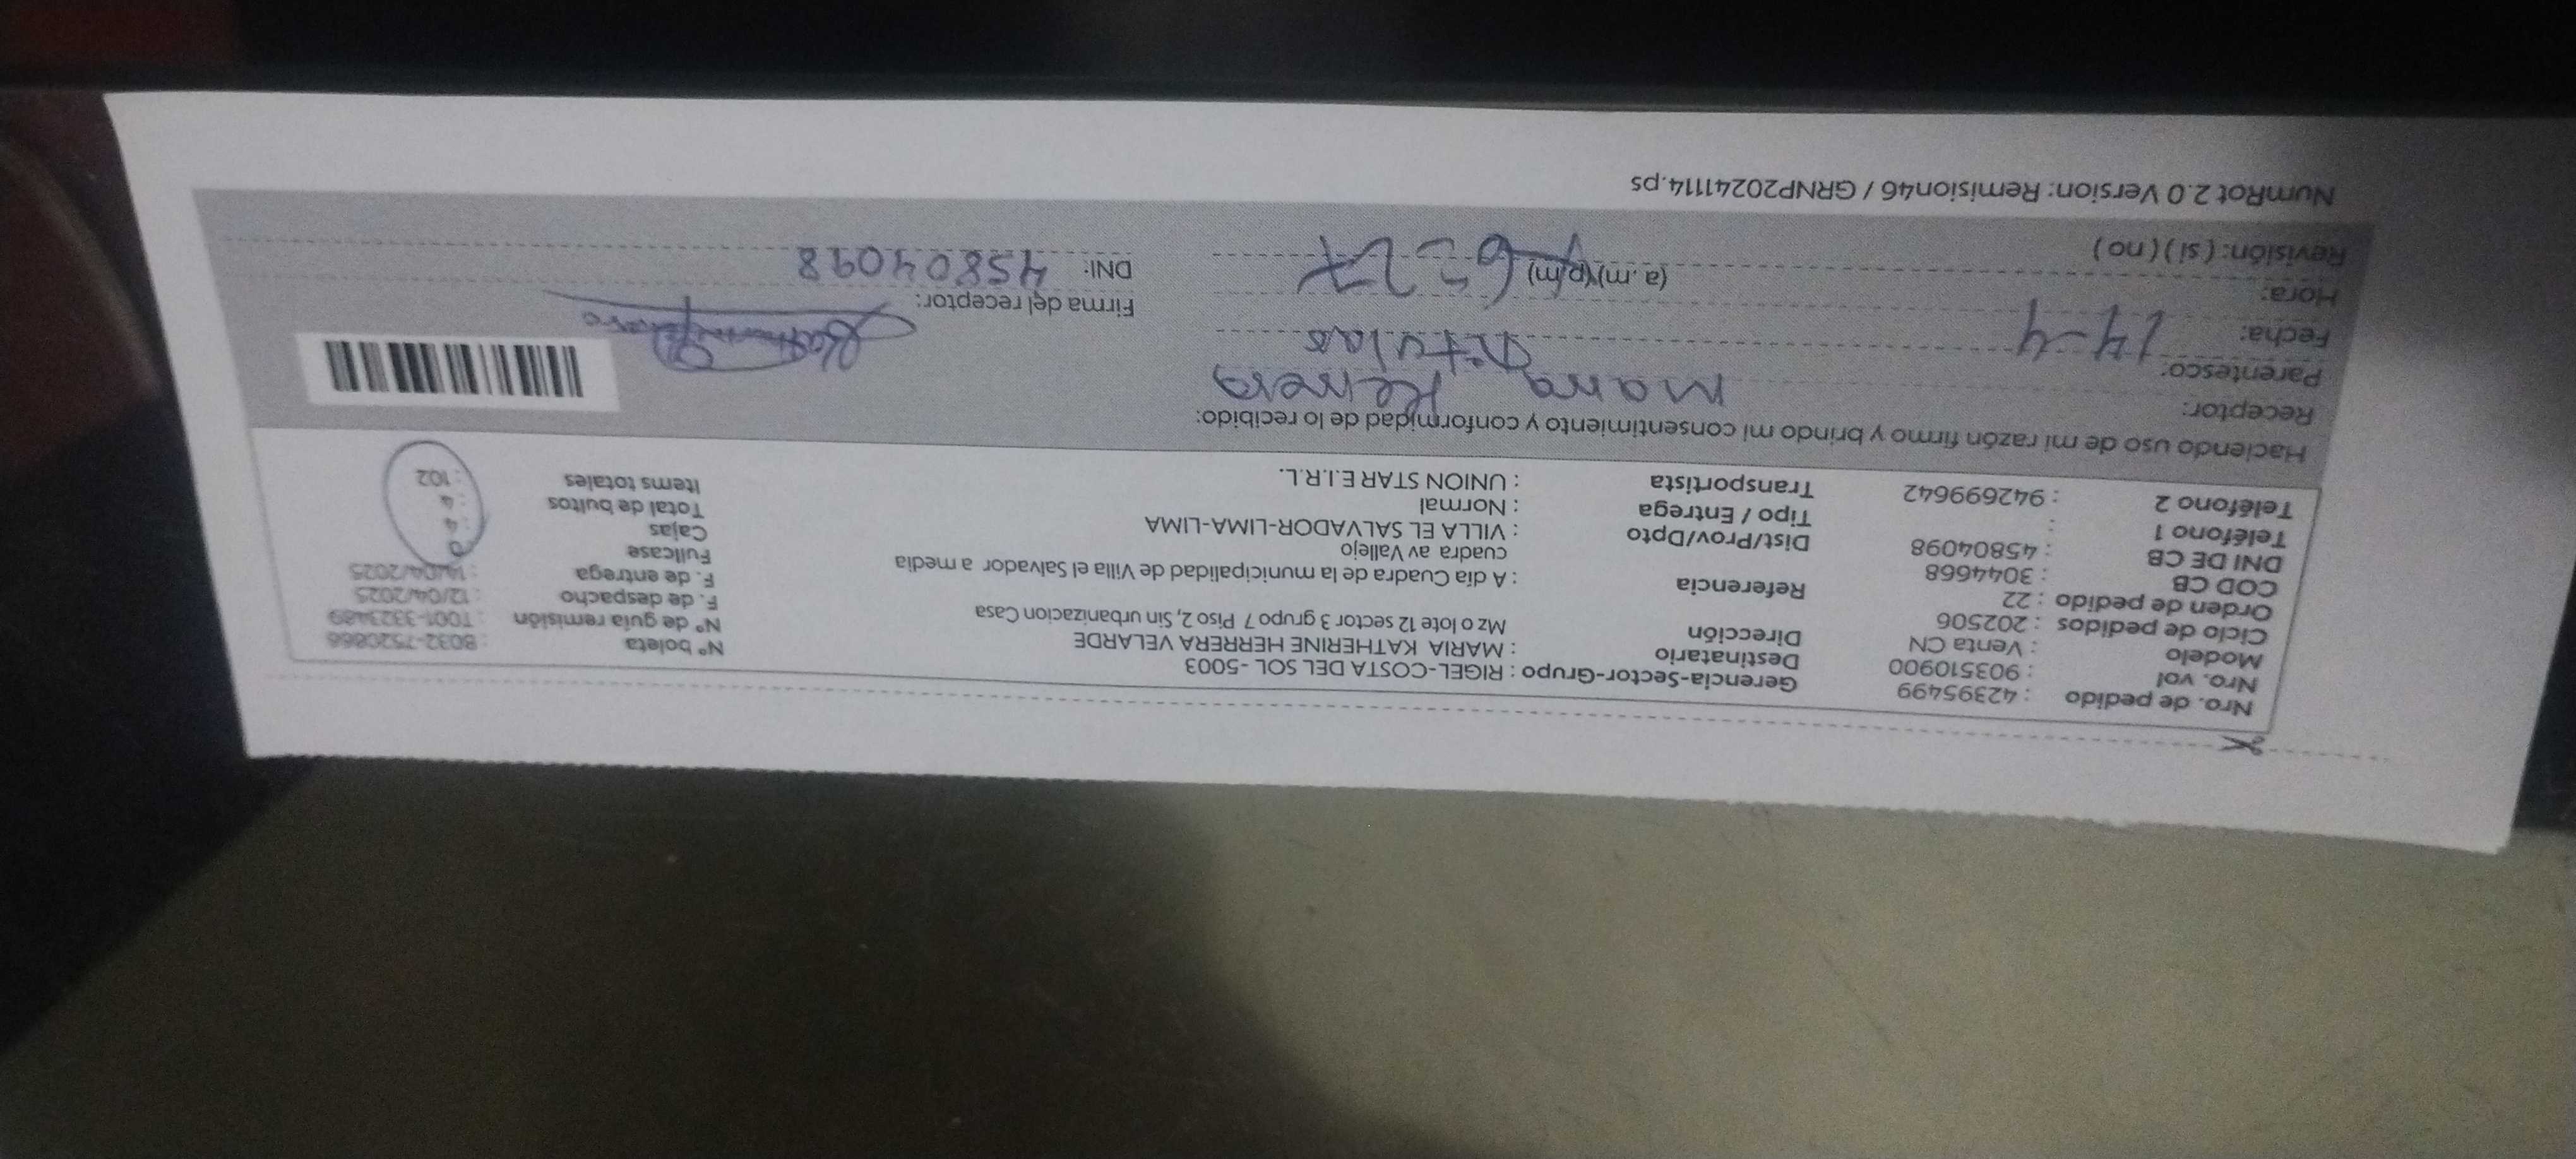 Nro. de pedido : 42395499
Nro. vol : 903510900
Modelo : Venta CN
Ciclo de pedidos : 202506
Orden de pedido : 22
COD CB : 3044668
DNI DE CB : 45804098
Teléfono 1 :
Teléfono 2 : 942699642
Gerencia-Sector-Grupo : RIGEL-COSTA DEL SOL -5003
Destinatario : MARIA KATHERINE HERRERA VELARDE
Dirección Mz o lote 12 sector 3 grupo 7 Piso 2, Sin urbanizacion Casa
Referencia : A día Cuadra de la municipalidad de Villa el Salvador a media
cuadra av Vallejo
Dist/Prov/Dpto : VILLA EL SALVADOR-LIMA-LIMA
Tipo / Entrega : Normal
Transportista : UNION STAR E.I.R.L.
N° boleta : B032-7520866
N° de guía remisión : T001-3323489
F. de despacho : 12/04/2025
F. de entrega : 14/04/2025
Fullcase 0
Cajas : 4
Total de bultos : 4
Items totales : 102
Haciendo uso de mi razón firmo y brindo mi consentimiento y conformidad de lo recibido:
Receptor: Maria Herrera
Parentesco: titular
Fecha: 14-4
Hora: (a.m)(p/m) 6:27
Revisión: ( si ) ( no )
Firma del receptor:
DNI: 45804098
NumRot 2.0 Version: Remision46 / GRNP20241114.ps